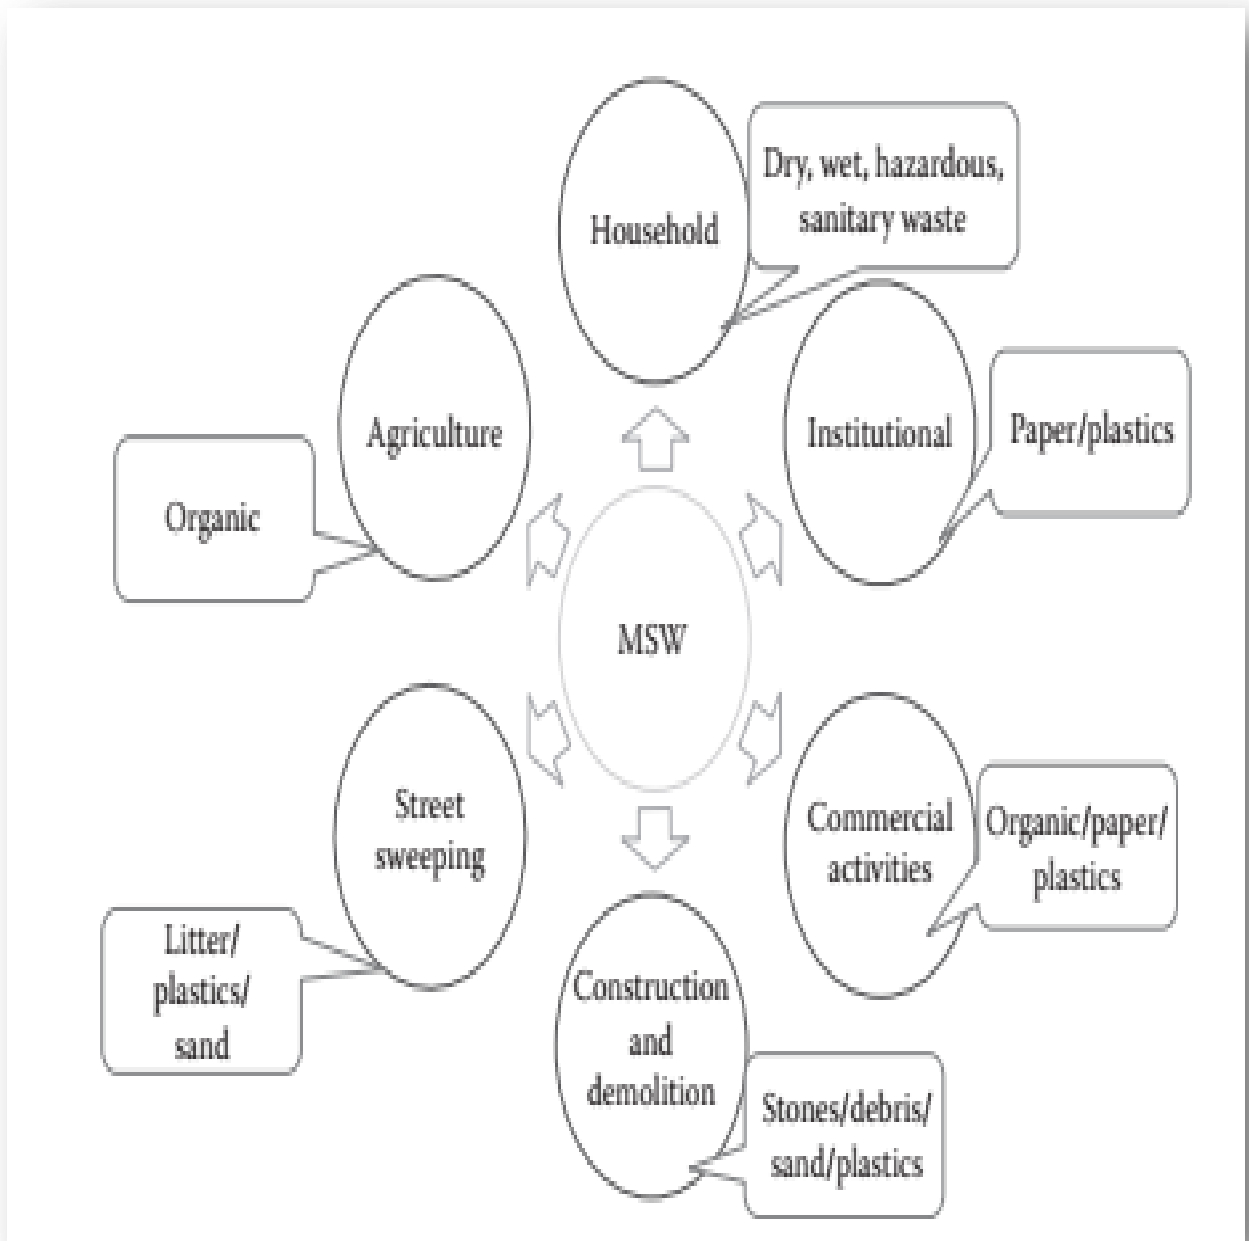 Household
Dry, wet, hazardous,
sanitary waste
Agriculture
Institutional
Paper/plastics
Organic
MSW
Street
sweeping
Commercial
activities
Organic/paper/
plastics
Litter/
plastics/
sand
Construction
and
demolition
Stones/debris/
sand/plastics